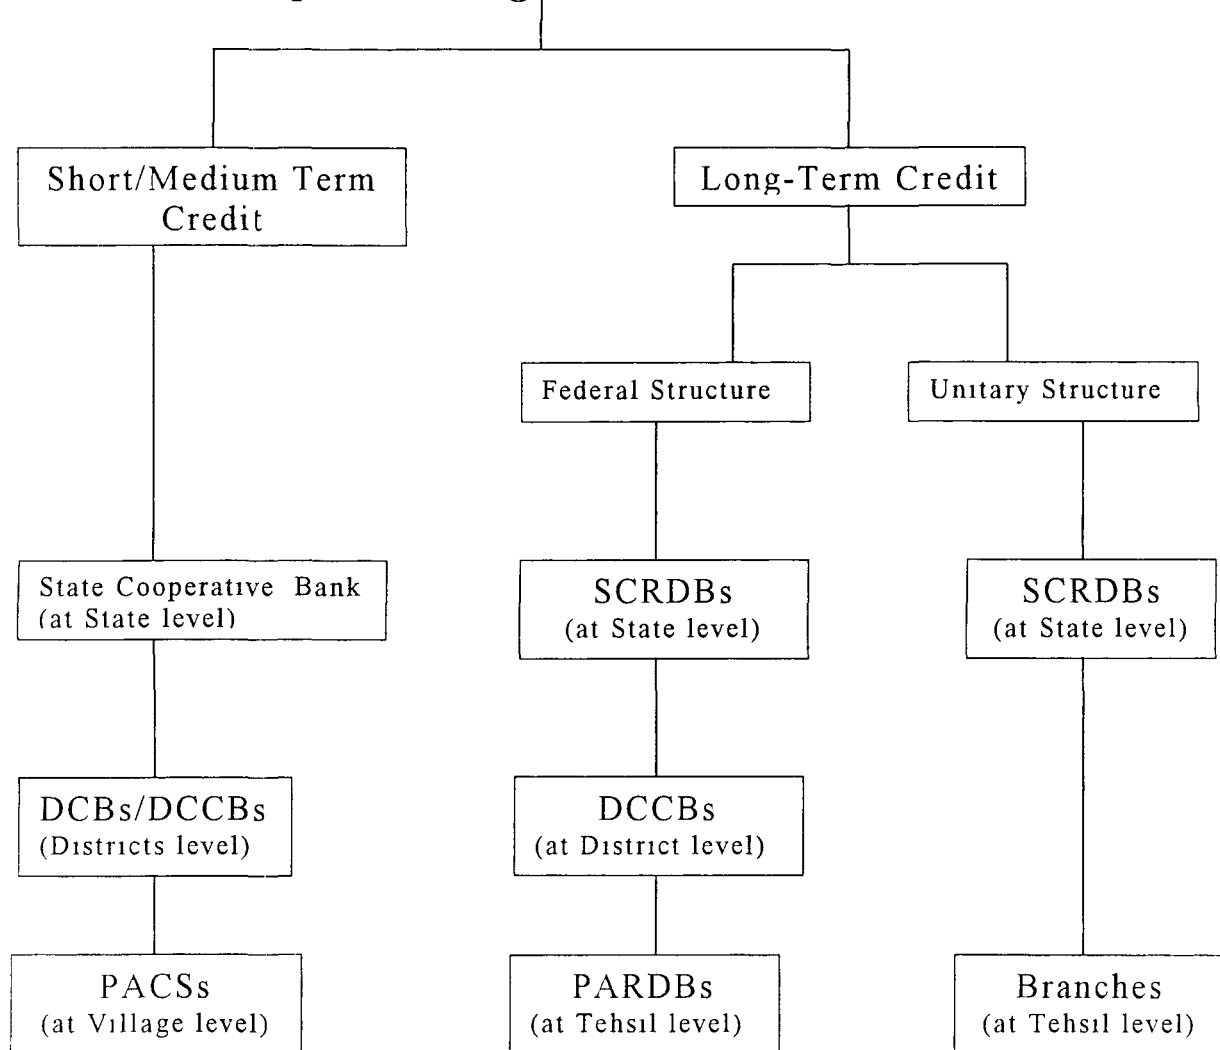 Short/Medium Term
Credit
Long-Term Credit
Federal Structure
Unitary Structure
State Cooperative Bank
(at State level)
SCRDBs
(at State level)
SCRDBs
(at State level)
DCBs/DCCBs
(Districts level)
DCCBs
(at District level)
PACSs
(at Village level)
PARDBs
(at Tehsil level)
Branches
(at Tehsil level)